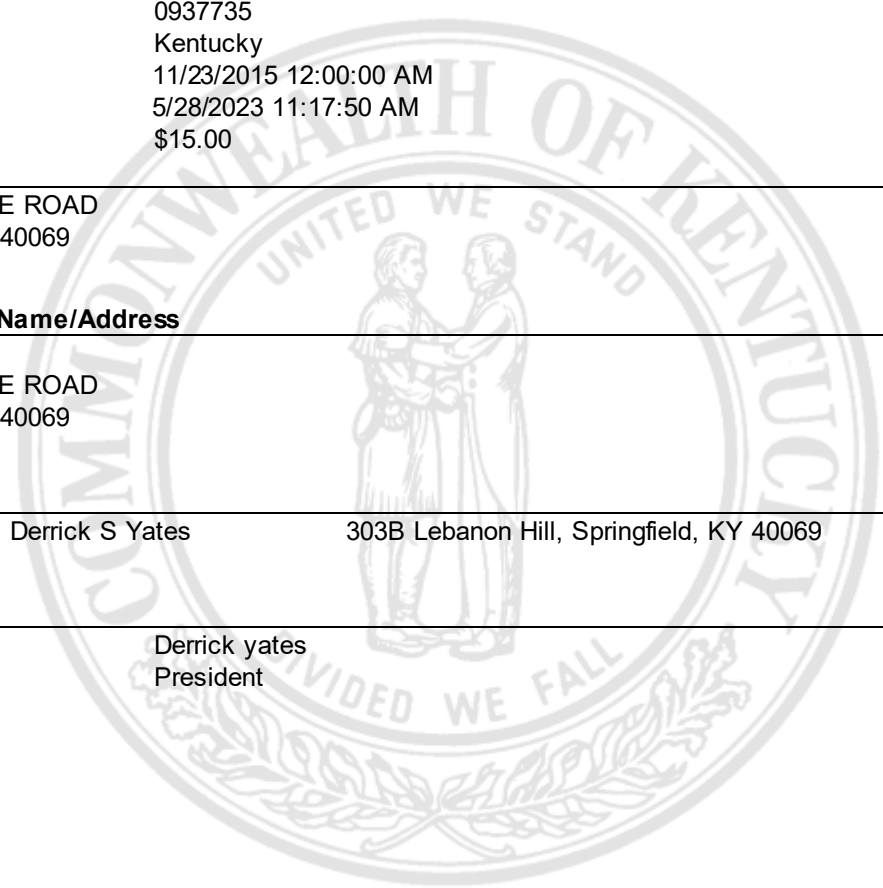 0937735
Kentucky
11/23/2015 12:00:00 AM
5/28/2023 11:17:50 AM
$15.00
E ROAD
40069
Name/Address
E ROAD
40069
Derrick S Yates 303B Lebanon Hill, Springfield, KY 40069
Derrick yates
President
COMMONWEALTH OF KENTUCKY
UNITED WE STAND
DIVIDED WE FALL